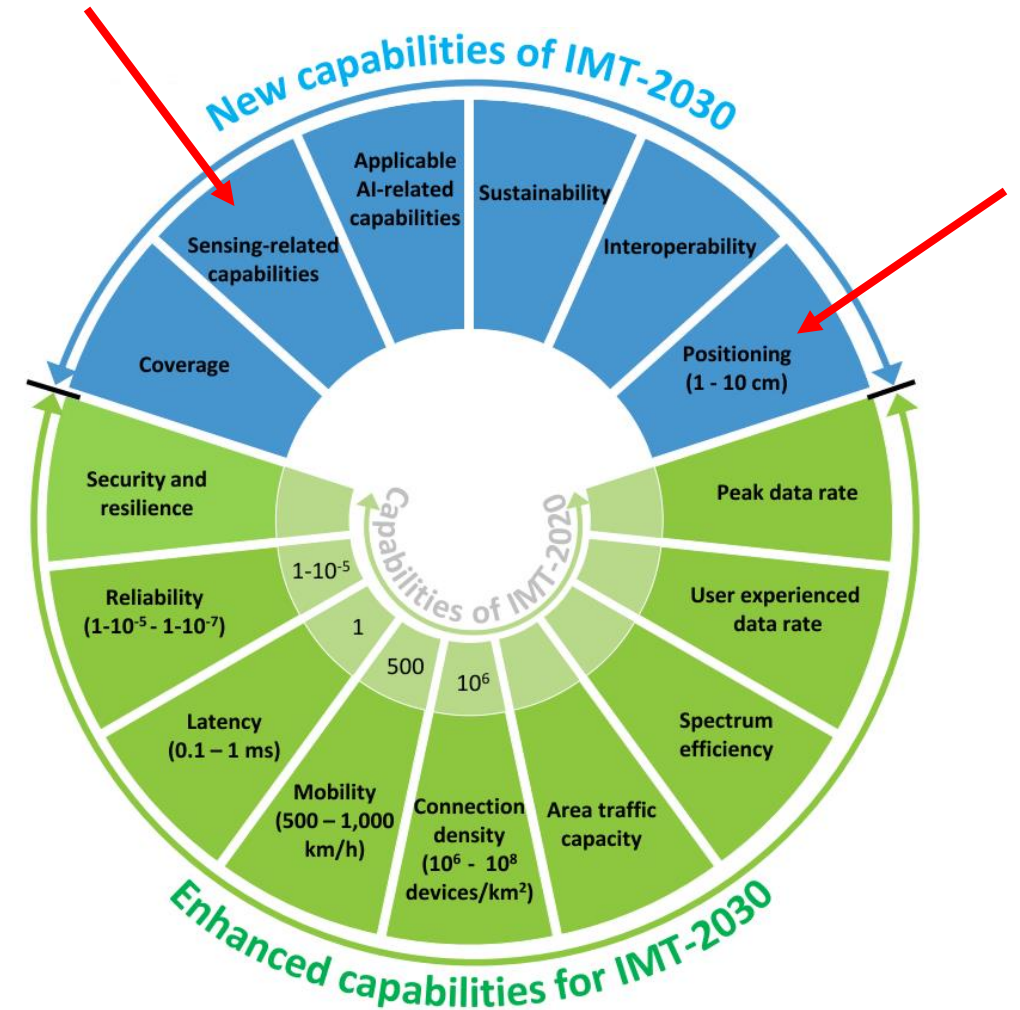 New capabilities of IMT-2030
Applicable
AI-related
capabilities
Sustainability
Sensing-related
capabilities
Interoperability
Coverage
Positioning
(1 - 10 cm)
Security and
resilience
Peak data rate
Capabilities of IMT-2020
1-10⁻⁵
Reliability
(1-10⁻⁵ - 1-10⁻⁷)
User experienced
data rate
1
500
10⁶
Latency
(0.1 – 1 ms)
Spectrum
efficiency
Mobility
(500 – 1,000
km/h)
Connection
density
(10⁶ - 10⁸
devices/km²)
Area traffic
capacity
Enhanced capabilities for IMT-2030